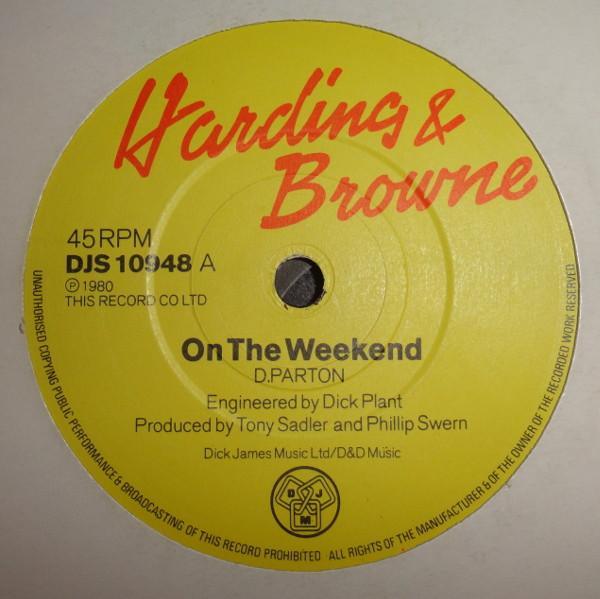 Harding &
Browne
45 RPM
DJS 10948 A
℗ 1980
THIS RECORD CO LTD
On The Weekend
D.PARTON
Engineered by Dick Plant
Produced by Tony Sadler and Phillip Swern
Dick James Music Ltd/D&D Music
D J
M
UNAUTHORISED COPYING PUBLIC PERFORMANCE & BROADCASTING OF THIS RECORD PROHIBITED · ALL RIGHTS OF THE MANUFACTURER & OF THE OWNER OF THE RECORDED WORK RESERVED